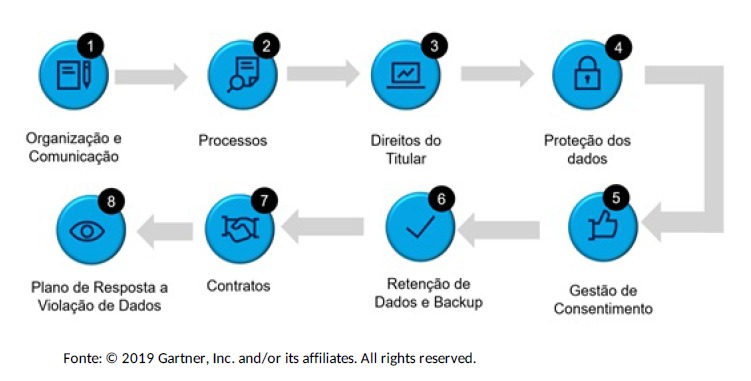 1
Organização e
Comunicação
2
Processos
3
Direitos do
Titular
4
Proteção dos
dados
5
Gestão de
Consentimento
6
Retenção de
Dados e Backup
7
Contratos
8
Plano de Resposta a
Violação de Dados
Fonte: © 2019 Gartner, Inc. and/or its affiliates. All rights reserved.